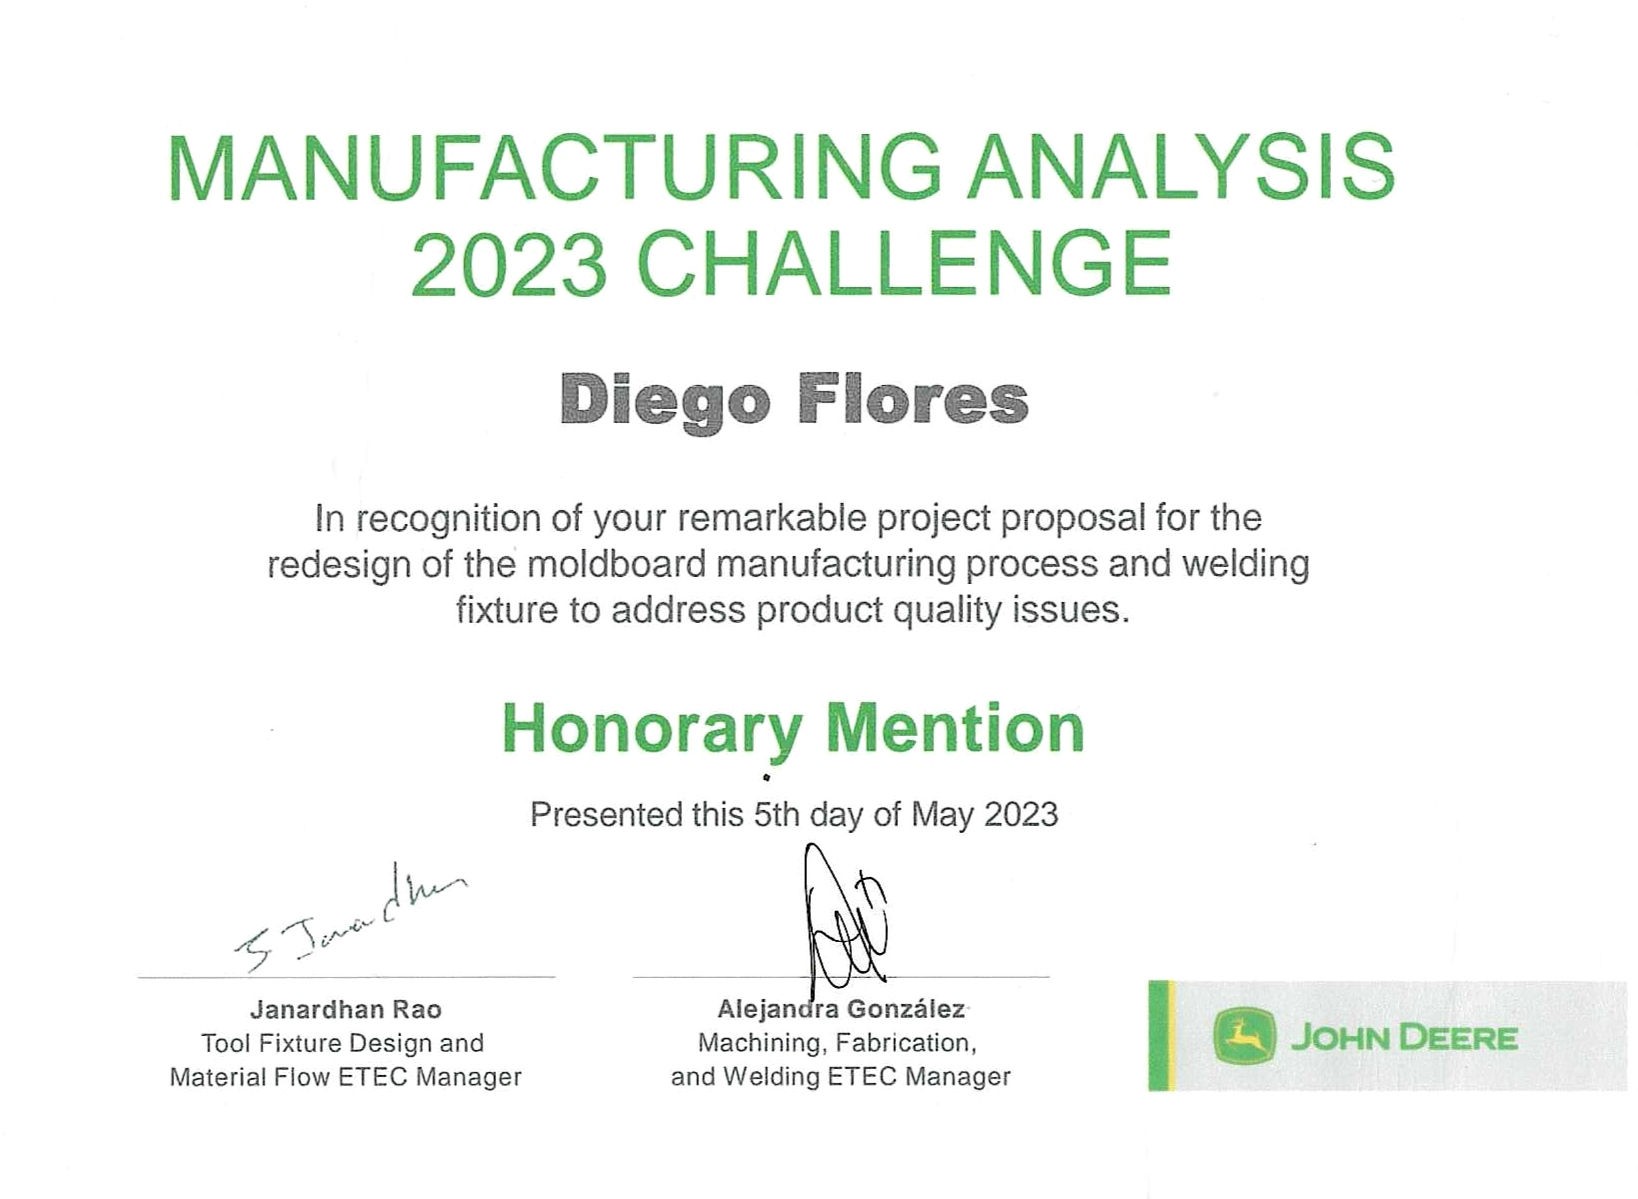 MANUFACTURING ANALYSIS
2023 CHALLENGE
Diego Flores
In recognition of your remarkable project proposal for the
redesign of the moldboard manufacturing process and welding
fixture to address product quality issues.
Honorary Mention
Presented this 5th day of May 2023
Janardhan Rao
Tool Fixture Design and
Material Flow ETEC Manager
Alejandra González
Machining, Fabrication,
and Welding ETEC Manager
JOHN DEERE